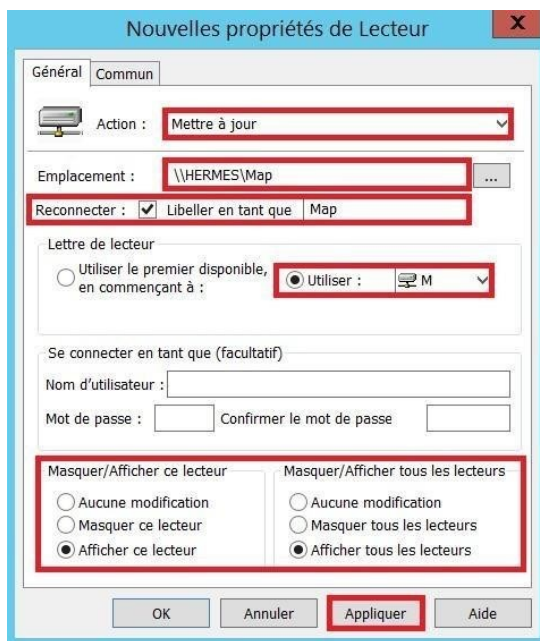 Nouvelles propriétés de Lecteur
X
Général Commun
Action : Mettre à jour
Emplacement : \\HERMES\Map ...
Reconnecter : Libeller en tant que Map
Lettre de lecteur
Utiliser le premier disponible,
en commençant à :
Utiliser : M
Se connecter en tant que (facultatif)
Nom d'utilisateur :
Mot de passe : Confirmer le mot de passe
Masquer/Afficher ce lecteur
Aucune modification
Masquer ce lecteur
Afficher ce lecteur
Masquer/Afficher tous les lecteurs
Aucune modification
Masquer tous les lecteurs
Afficher tous les lecteurs
OK Annuler Appliquer Aide